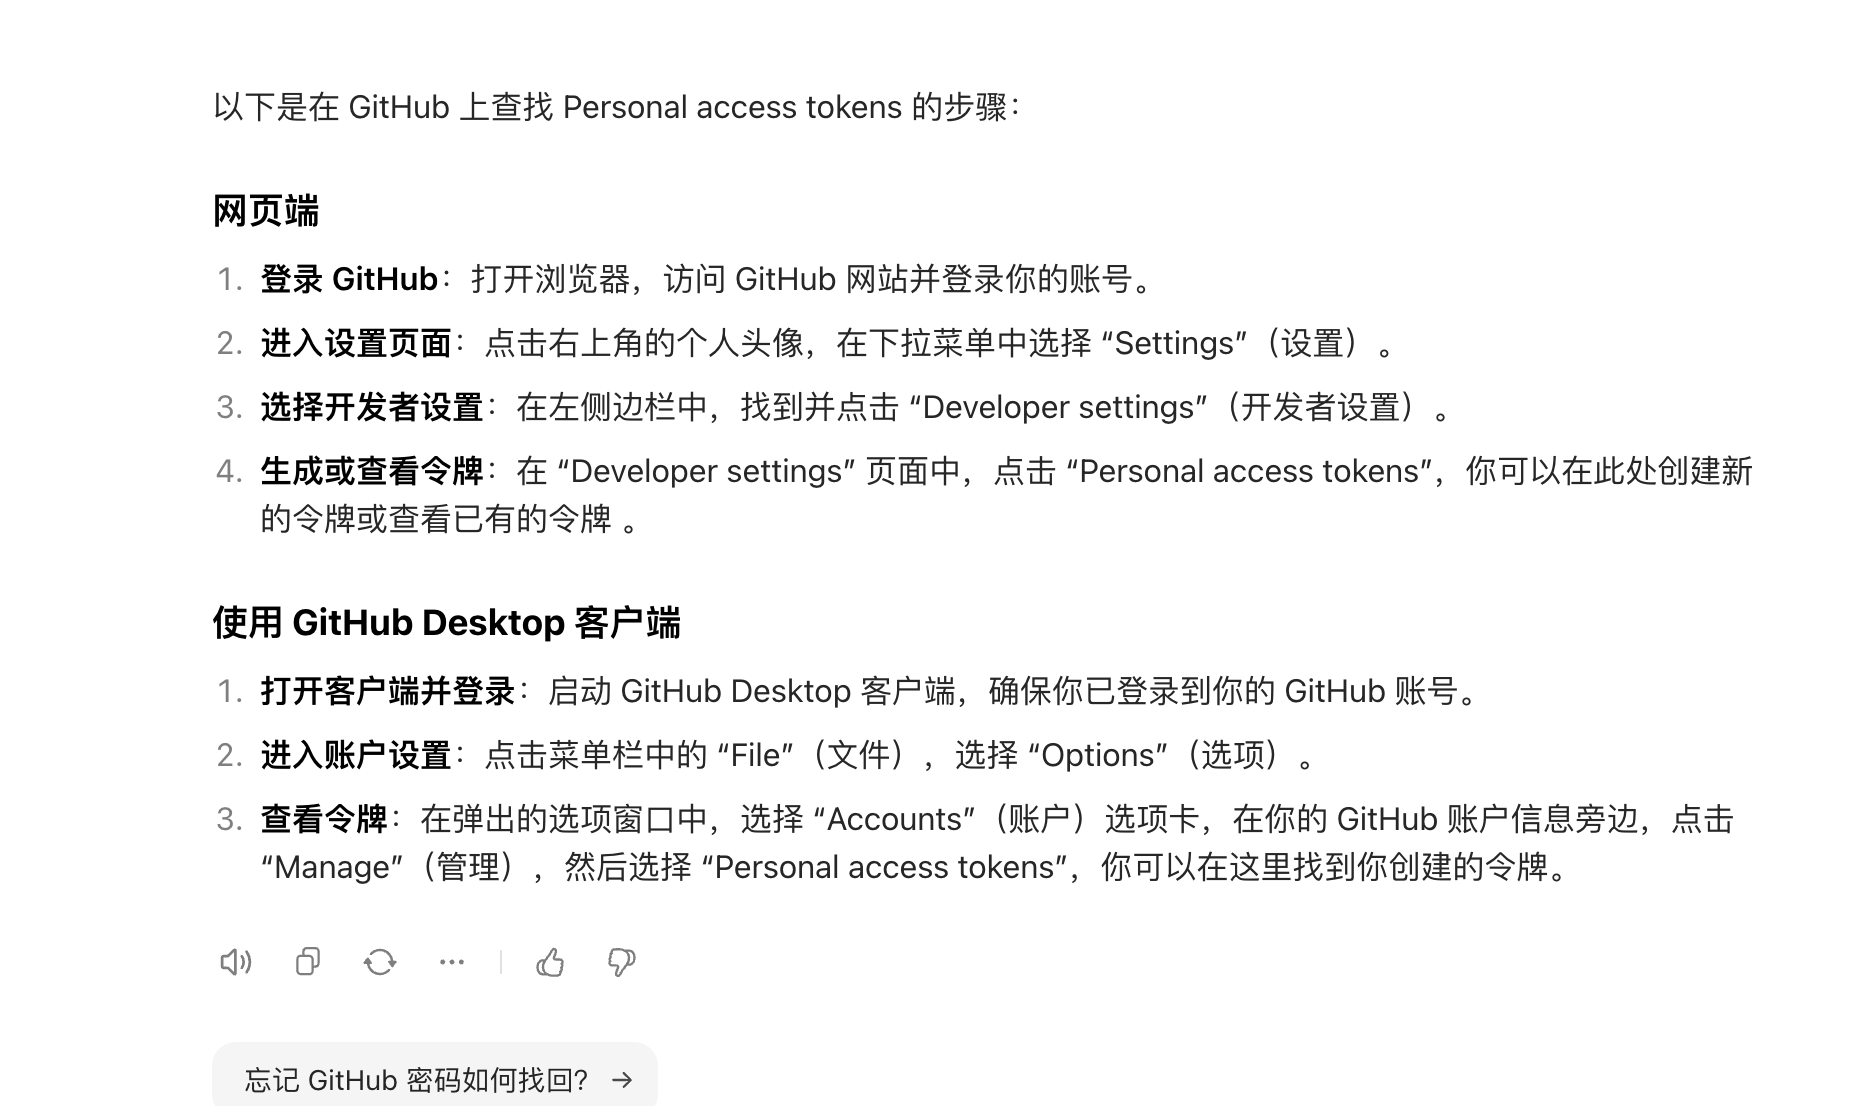 以下是在 GitHub 上查找 Personal access tokens 的步骤：
网页端
1. 登录 GitHub：打开浏览器，访问 GitHub 网站并登录你的账号。
2. 进入设置页面：点击右上角的个人头像，在下拉菜单中选择 “Settings”（设置）。
3. 选择开发者设置：在左侧边栏中，找到并点击 “Developer settings”（开发者设置）。
4. 生成或查看令牌：在 “Developer settings” 页面中，点击 “Personal access tokens”，你可以在此处创建新
的令牌或查看已有的令牌 。
使用 GitHub Desktop 客户端
1. 打开客户端并登录：启动 GitHub Desktop 客户端，确保你已登录到你的 GitHub 账号。
2. 进入账户设置：点击菜单栏中的 “File”（文件），选择 “Options”（选项）。
3. 查看令牌：在弹出的选项窗口中，选择 “Accounts”（账户）选项卡，在你的 GitHub 账户信息旁边，点击
“Manage”（管理），然后选择 “Personal access tokens”，你可以在这里找到你创建的令牌。
忘记 GitHub 密码如何找回? →